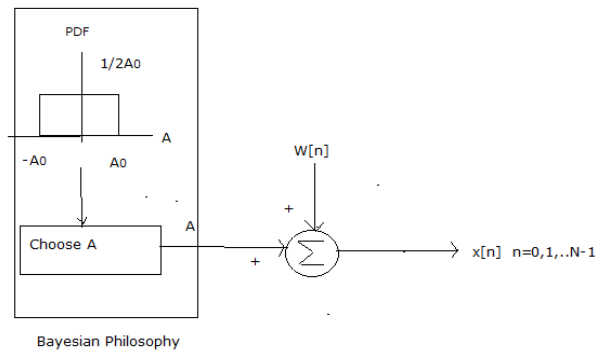 PDF
1/2A0
A
-A0
A0
W[n]
+
A
Choose A
Σ
+
x[n] n=0,1,..N-1
Bayesian Philosophy